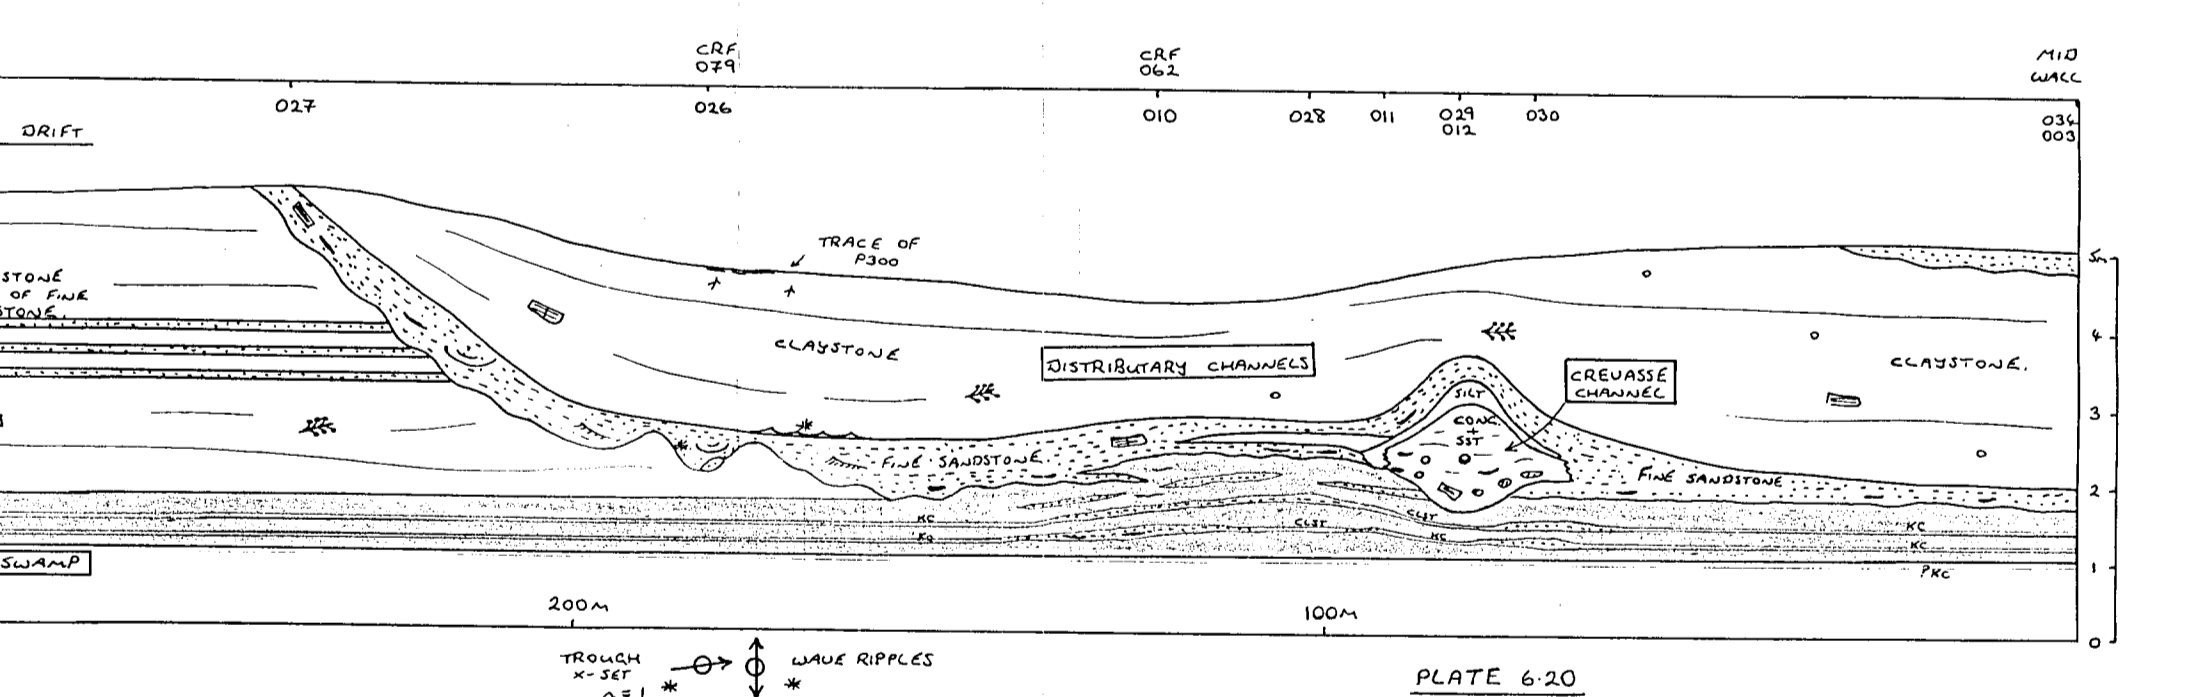 CRF
079
CRF
062
MID
WALL
027
026
010
028
011
029
012
030
034
003
DRIFT
TRACE OF
P300
5m
STONE
OF FINE
STONE.
4
CLAYSTONE
DISTRIBUTARY CHANNELS
CLAYSTONE.
CREVASSE
CHANNEL
SILT
3
CONC
+
SST
FINE SANDSTONE
FINE SANDSTONE
2
KC
CLST
CLST
KC
KC
KC
SWAMP
1
?KC
200M
100M
0
TROUGH
X-SET
n=1
WAVE RIPPLES
PLATE 6.20